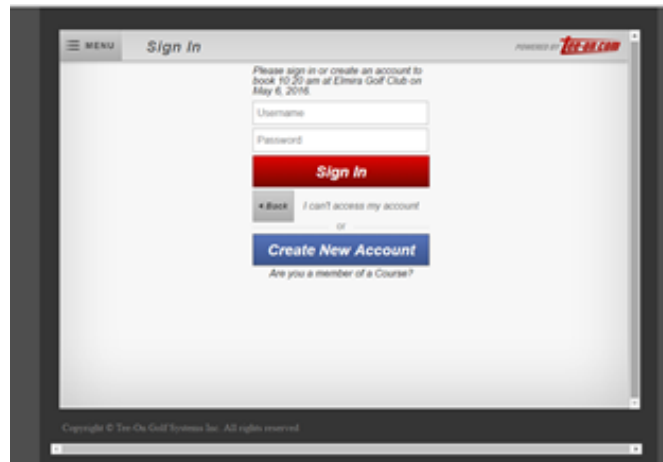 MENU
Sign In
POWERED BY tee-on.com
Please sign in or create an account to
book 10:20 am at Elmira Golf Club on
May 6, 2016.
Username
Password
Sign In
Back
I can't access my account
or
Create New Account
Are you a member of a Course?
Copyright © Tee-On Golf Systems Inc. All rights reserved